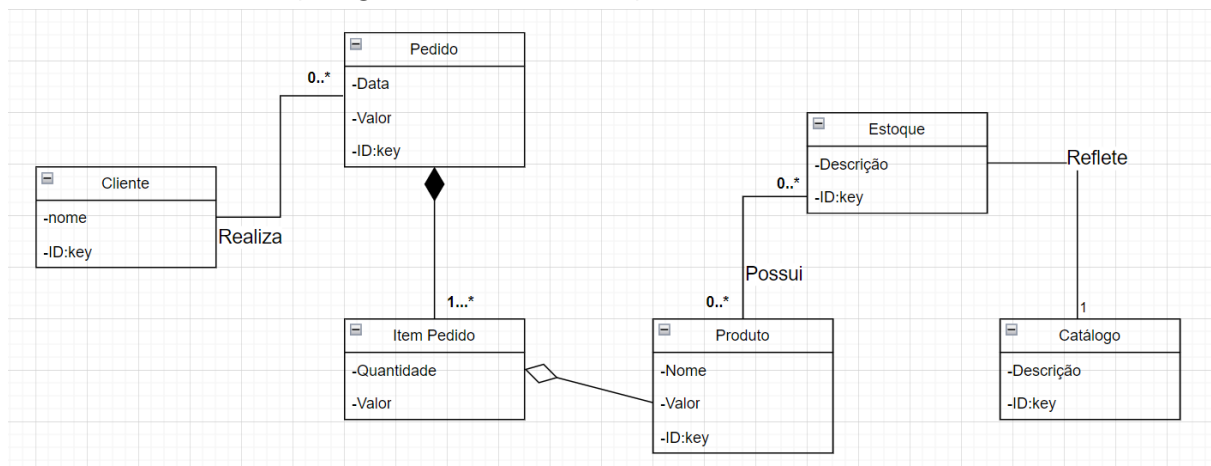 Pedido
0..*
-Data
-Valor
-ID:key
Cliente
-nome
-ID:key
Realiza
1...*
Item Pedido
-Quantidade
-Valor
Estoque
-Descrição
-ID:key
0..*
Possui
0..*
Produto
-Nome
-Valor
-ID:key
Reflete
1
Catálogo
-Descrição
-ID:key